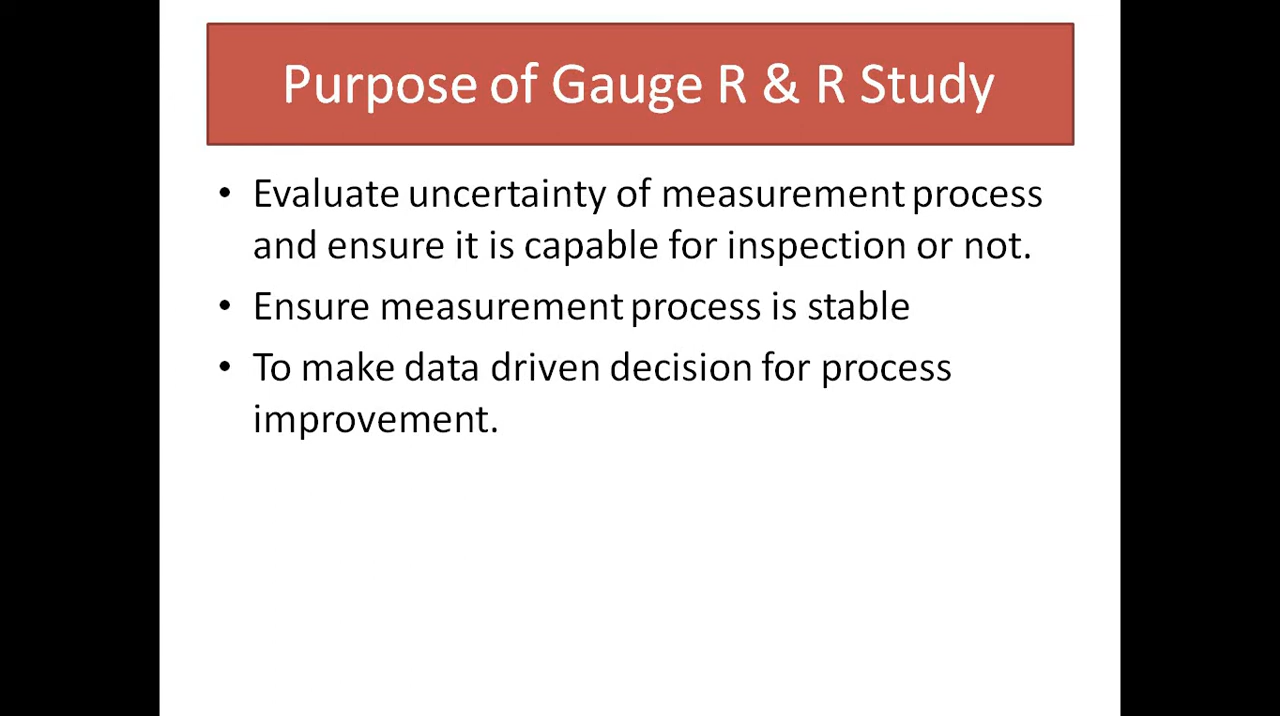 Purpose of Gauge R & R Study
• Evaluate uncertainty of measurement process
and ensure it is capable for inspection or not.
• Ensure measurement process is stable
• To make data driven decision for process
improvement.